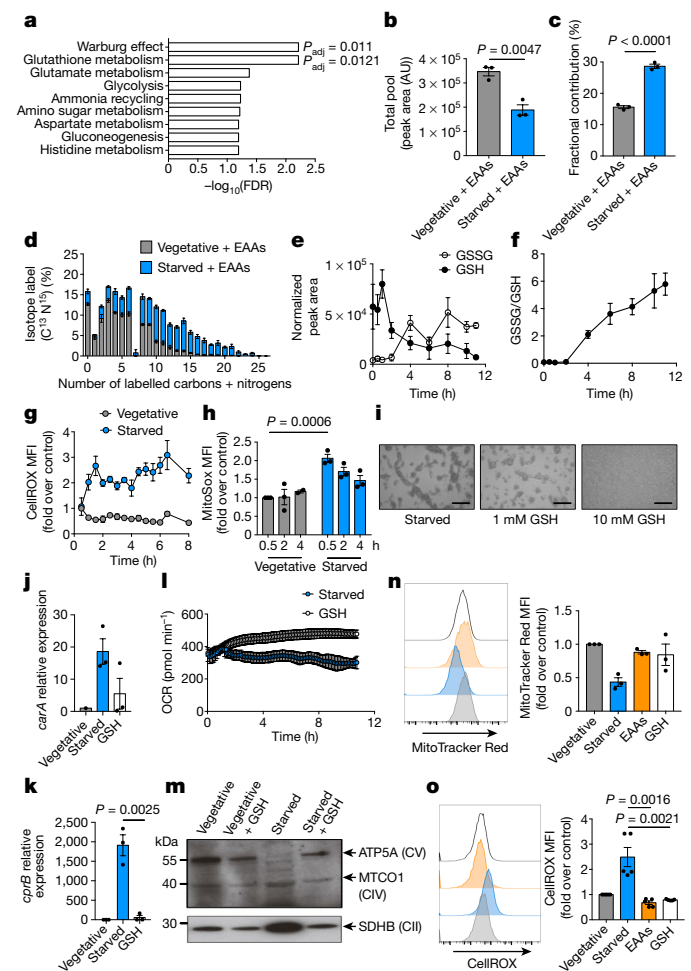 a
Warburg effect
Glutathione metabolism
Glutamate metabolism
Glycolysis
Ammonia recycling
Amino sugar metabolism
Aspartate metabolism
Gluconeogenesis
Histidine metabolism
Padj = 0.011
Padj = 0.0121
0 0.5 1.0 1.5 2.0 2.5
–log10(FDR)
b
P = 0.0047
Total pool
(peak area (AU))
4 × 10⁵
3 × 10⁵
2 × 10⁵
1 × 10⁵
0
Vegetative + EAAs
Starved + EAAs
c
P < 0.0001
Fractional contribution (%)
30
20
10
0
Vegetative + EAAs
Starved + EAAs
d
Vegetative + EAAs
Starved + EAAs
Isotope label
(C¹³ N¹⁵) (%)
25
20
15
10
5
0
0 5 10 15 20 25
Number of labelled carbons + nitrogens
e
GSSG
GSH
Normalized
peak area
1 × 10⁵
5 × 10⁴
0
0 2 4 6 8 10 12
Time (h)
f
GSSG/GSH
8
6
4
2
0
0 2 4 6 8 10 12
Time (h)
g
Vegetative
Starved
CellROX MFI
(fold over control)
4
3
2
1
0
0 2 4 6 8
Time (h)
h
P = 0.0006
MitoSox MFI
(fold over control)
2.5
2.0
1.5
1.0
0.5
0
0.5 2 4 0.5 2 4 h
Vegetative Starved
i
Starved
1 mM GSH
10 mM GSH
j
carA relative expression
30
20
10
0
Vegetative
Starved
GSH
l
Starved
GSH
OCR (pmol min⁻¹)
600
400
200
0
0 4 8 12
Time (h)
n
MitoTracker Red
MitoTracker Red MFI
(fold over control)
1.5
1.0
0.5
0
Vegetative
Starved
EAAs
GSH
k
P = 0.0025
cprB relative
expression
2,500
2,000
1,500
1,000
500
0
Vegetative
Starved
GSH
m
Vegetative
Vegetative
+ GSH
Starved
Starved
+ GSH
kDa
55
40
30
ATP5A (CV)
MTCO1
(CIV)
SDHB (CII)
o
CellROX
P = 0.0016
P = 0.0021
CellROX MFI
(fold over control)
4
3
2
1
0
Vegetative
Starved
EAAs
GSH